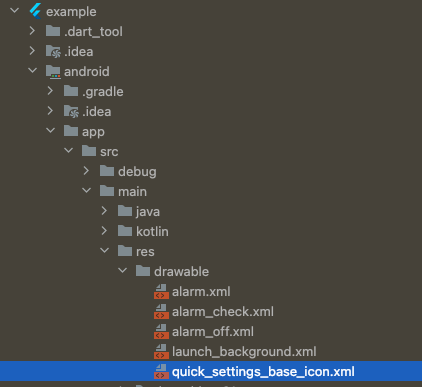 example
.dart_tool
.idea
android
.gradle
.idea
app
src
debug
main
java
kotlin
res
drawable
alarm.xml
alarm_check.xml
alarm_off.xml
launch_background.xml
quick_settings_base_icon.xml